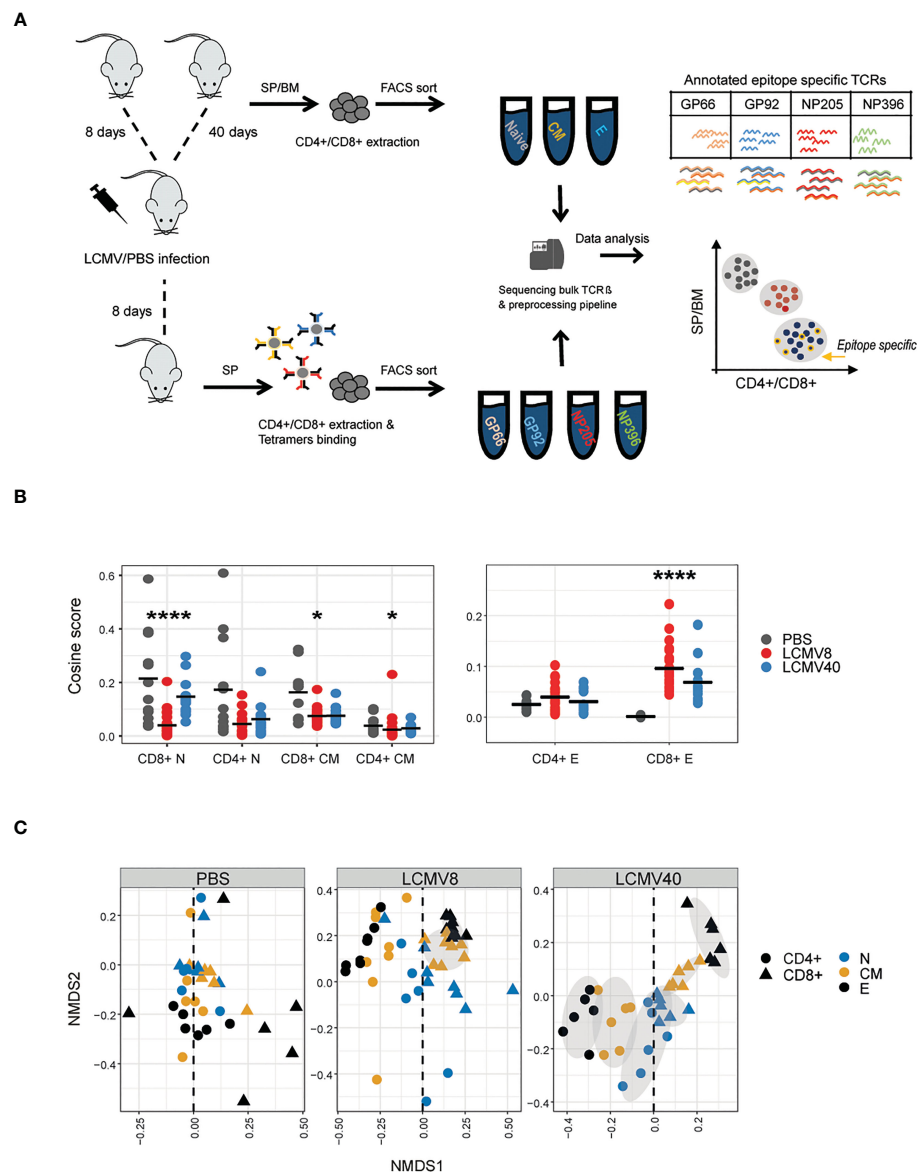 A
SP/BM
FACS sort
8 days
40 days
CD4+/CD8+ extraction
Naive
CM
E
Annotated epitope specific TCRs
GP66 GP92 NP205 NP396
LCMV/PBS infection
Data analysis
Sequencing bulk TCRß
& preprocessing pipeline
SP/BM
Epitope specific
CD4+/CD8+
8 days
SP
FACS sort
CD4+/CD8+ extraction &
Tetramers binding
GP66
GP92
NP205
NP396
B
Cosine score
0.6
0.4
0.2
0.0
**** * *
CD8+ N CD4+ N CD8+ CM CD4+ CM
****
0.2
0.1
0.0
CD4+ E CD8+ E
PBS
LCMV8
LCMV40
C
PBS LCMV8 LCMV40
NMDS2
0.2
0.0
−0.2
−0.4
−0.25 0.00 0.25 0.50
0.4
0.2
0.0
−0.2
−0.4
−0.50 −0.25 0.00 0.25 0.50
0.4
0.2
0.0
−0.2
−0.4
−0.4 −0.2 0.0 0.2 0.4
NMDS1
CD4+ N
CD8+ CM
E